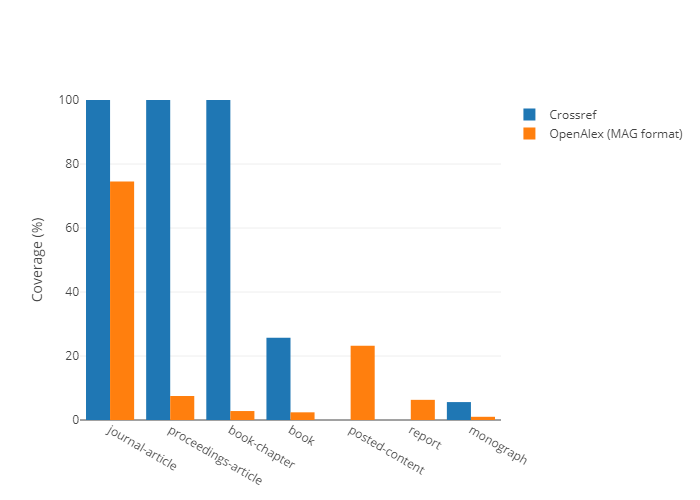 100
80
60
40
20
0
Coverage (%)
journal-article
proceedings-article
book-chapter
book
posted-content
report
monograph
Crossref
OpenAlex (MAG format)